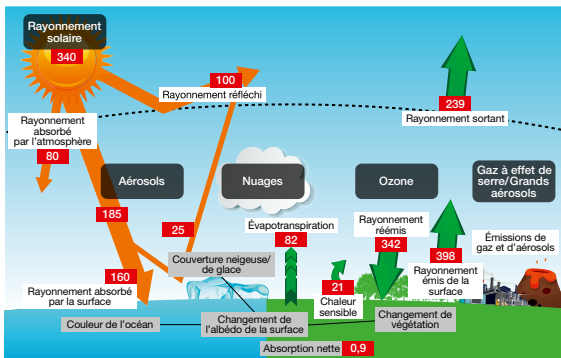 Rayonnement
solaire
340
100
Rayonnement réfléchi
239
Rayonnement sortant
Rayonnement
absorbé
par l'atmosphère
80
Aérosols
Nuages
Ozone
Gaz à effet de
serre/Grands
aérosols
185
25
Évapotranspiration
82
Rayonnement
réémis
342
398
Rayonnement
émis de la
surface
Émissions
de gaz et d'aérosols
Couverture neigeuse/
de glace
160
Rayonnement absorbé
par la surface
21
Chaleur
sensible
Couleur de l'océan
Changement de
l'albédo de la surface
Changement de
végétation
Absorption nette 0,9